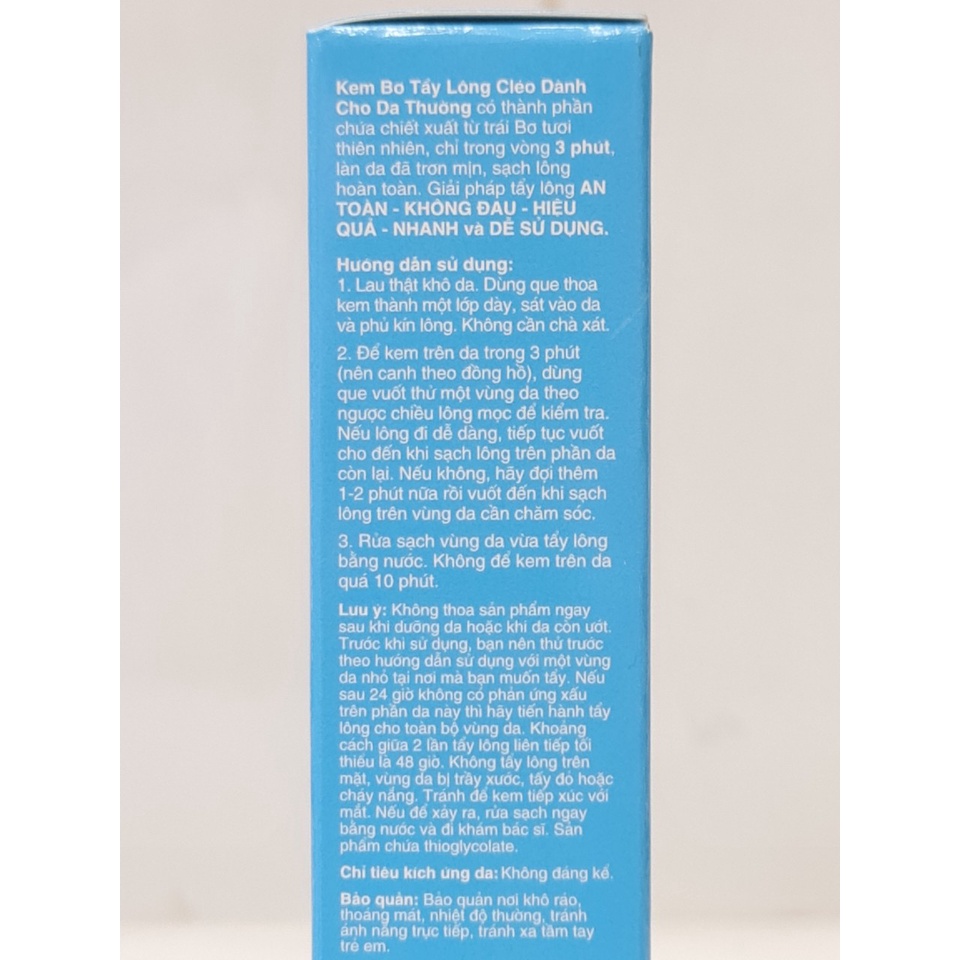 Kem Bơ Tẩy Lông Cléo Dành
Cho Da Thường có thành phần
chứa chiết xuất từ trái Bơ tươi
thiên nhiên, chỉ trong vòng 3 phút,
làn da đã trơn mịn, sạch lông
hoàn toàn. Giải pháp tẩy lông AN
TOÀN - KHÔNG ĐAU - HIỆU
QUẢ - NHANH và DỄ SỬ DỤNG.
Hướng dẫn sử dụng:
1. Lau thật khô da. Dùng que thoa
kem thành một lớp dày, sát vào da
và phủ kín lông. Không cần chà xát.
2. Để kem trên da trong 3 phút
(nên canh theo đồng hồ), dùng
que vuốt thử một vùng da theo
ngược chiều lông mọc để kiểm tra.
Nếu lông đi dễ dàng, tiếp tục vuốt
cho đến khi sạch lông trên phần da
còn lại. Nếu không, hãy đợi thêm
1-2 phút nữa rồi vuốt đến khi sạch
lông trên vùng da cần chăm sóc.
3. Rửa sạch vùng da vừa tẩy lông
bằng nước. Không để kem trên da
quá 10 phút.
Lưu ý: Không thoa sản phẩm ngay
sau khi dưỡng da hoặc khi da còn ướt.
Trước khi sử dụng, bạn nên thử trước
theo hướng dẫn sử dụng với một vùng
da nhỏ tại nơi mà bạn muốn tẩy. Nếu
sau 24 giờ không có phản ứng xấu
trên phần da này thì hãy tiến hành tẩy
lông cho toàn bộ vùng da. Khoảng
cách giữa 2 lần tẩy lông liên tiếp tối
thiểu là 48 giờ. Không tẩy lông trên
mặt, vùng da bị trầy xước, tấy đỏ hoặc
cháy nắng. Tránh để kem tiếp xúc với
mắt. Nếu để xảy ra, rửa sạch ngay
bằng nước và đi khám bác sĩ. Sản
phẩm chứa thioglycolate.
Chỉ tiêu kích ứng da: Không đáng kể.
Bảo quản: Bảo quản nơi khô ráo,
thoáng mát, nhiệt độ thường, tránh
ánh nắng trực tiếp, tránh xa tầm tay
trẻ em.